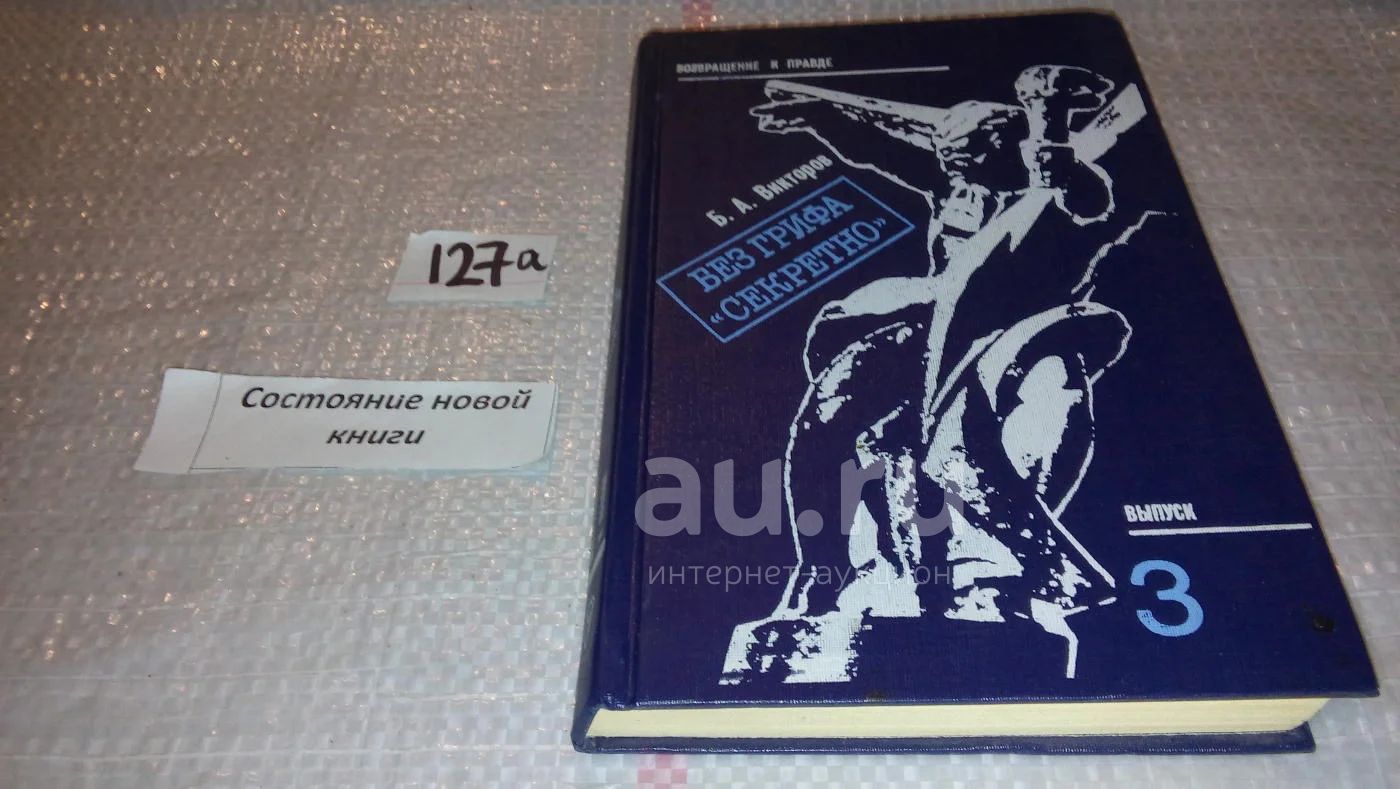 ВОЗВРАЩЕНИЕ К ПРАВДЕ
Б. А. Викторов
БЕЗ ГРИФА
«СЕКРЕТНО»
127а
Состояние новой
книги
au.ru
интернет-аукцион
ВЫПУСК
3